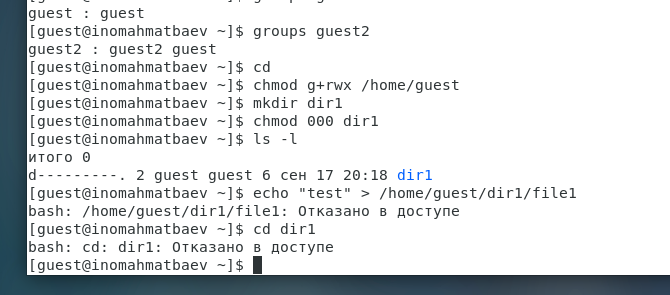 guest : guest
[guest@inomahmatbaev ~]$ groups guest2
guest2 : guest2 guest
[guest@inomahmatbaev ~]$ cd
[guest@inomahmatbaev ~]$ chmod g+rwx /home/guest
[guest@inomahmatbaev ~]$ mkdir dir1
[guest@inomahmatbaev ~]$ chmod 000 dir1
[guest@inomahmatbaev ~]$ ls -l
итого 0
d---------. 2 guest guest 6 сен 17 20:18 dir1
[guest@inomahmatbaev ~]$ echo "test" > /home/guest/dir1/file1
bash: /home/guest/dir1/file1: Отказано в доступе
[guest@inomahmatbaev ~]$ cd dir1
bash: cd: dir1: Отказано в доступе
[guest@inomahmatbaev ~]$